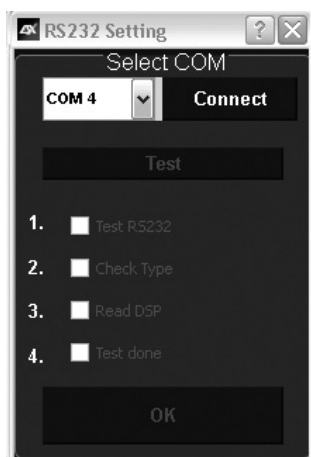 4X RS232 Setting ? X
Select COM
COM 4 Connect
Test
1. Test RS232
2. Check Type
3. Read DSP
4. Test done
OK